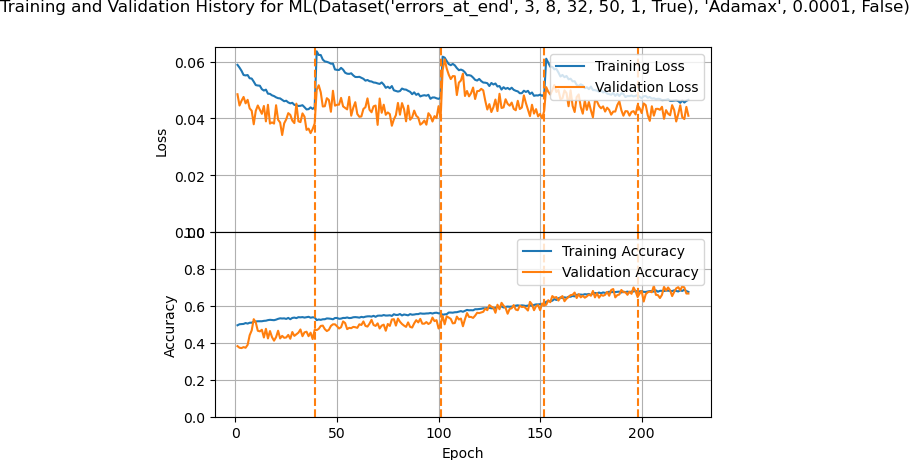 Training and Validation History for ML(Dataset('errors_at_end', 3, 8, 32, 50, 1, True), 'Adamax', 0.0001, False)
0.06
0.04
0.02
0.00
Loss
Training Loss
Validation Loss
1.0
0.8
0.6
0.4
0.2
0.0
Accuracy
Training Accuracy
Validation Accuracy
0 50 100 150 200
Epoch